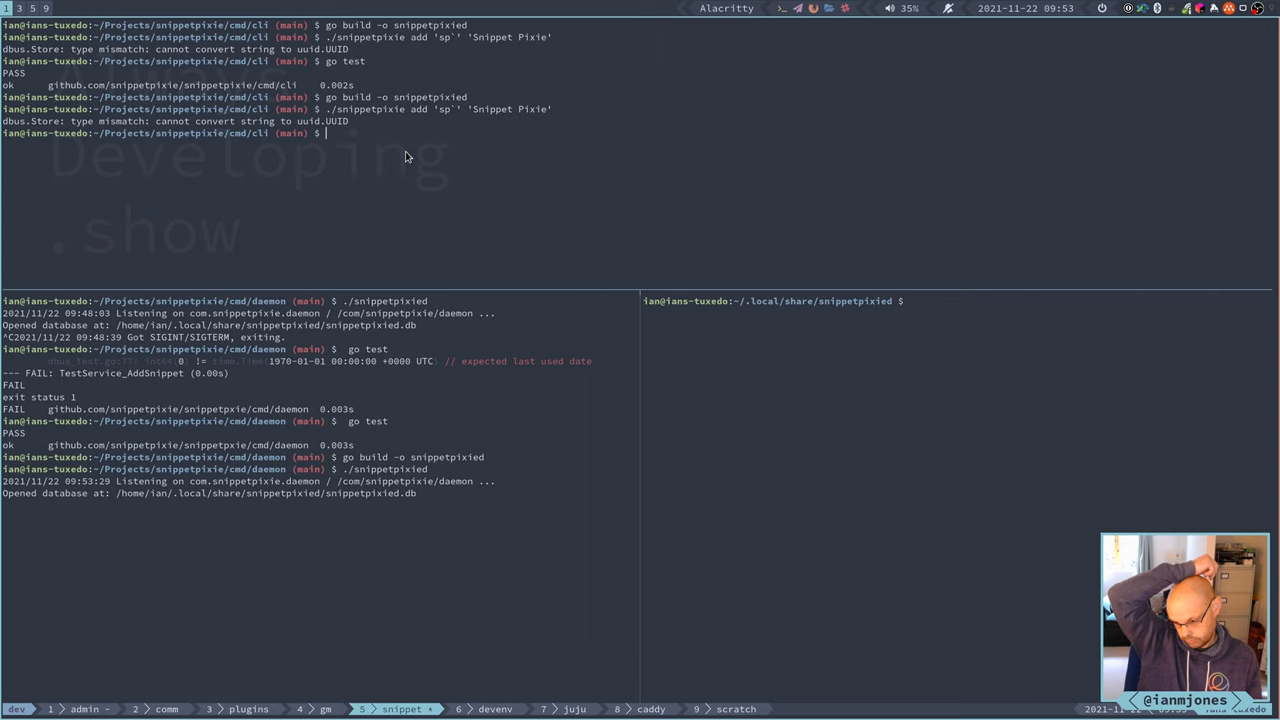 1 3 5 9
Alacritty
35%
2021-11-22 09:53
ian@ians-tuxedo:~/Projects/snippetpixie/cmd/cli (main) $ go build -o snippetpixied
ian@ians-tuxedo:~/Projects/snippetpixie/cmd/cli (main) $ ./snippetpixie add 'sp`' 'Snippet Pixie'
dbus.Store: type mismatch: cannot convert string to uuid.UUID
ian@ians-tuxedo:~/Projects/snippetpixie/cmd/cli (main) $ go test
PASS
ok github.com/snippetpixie/snippetpixie/cmd/cli 0.002s
ian@ians-tuxedo:~/Projects/snippetpixie/cmd/cli (main) $ go build -o snippetpixied
ian@ians-tuxedo:~/Projects/snippetpixie/cmd/cli (main) $ ./snippetpixie add 'sp`' 'Snippet Pixie'
dbus.Store: type mismatch: cannot convert string to uuid.UUID
ian@ians-tuxedo:~/Projects/snippetpixie/cmd/cli (main) $
Always
Developing
.show
ian@ians-tuxedo:~/Projects/snippetpixie/cmd/daemon (main) $ ./snippetpixied
2021/11/22 09:48:03 Listening on com.snippetpixie.daemon / /com/snippetpixie/daemon ...
Opened database at: /home/ian/.local/share/snippetpixied/snippetpixied.db
^C2021/11/22 09:48:39 Got SIGINT/SIGTERM, exiting.
ian@ians-tuxedo:~/Projects/snippetpixie/cmd/daemon (main) $ go test
dbus_test.go:77: int64(0) != time.Time(1970-01-01 00:00:00 +0000 UTC) // expected last used date
--- FAIL: TestService_AddSnippet (0.00s)
FAIL
exit status 1
FAIL github.com/snippetpixie/snippetpxie/cmd/daemon 0.003s
ian@ians-tuxedo:~/Projects/snippetpixie/cmd/daemon (main) $ go test
PASS
ok github.com/snippetpixie/snippetpxie/cmd/daemon 0.003s
ian@ians-tuxedo:~/Projects/snippetpixie/cmd/daemon (main) $ go build -o snippetpixied
ian@ians-tuxedo:~/Projects/snippetpixie/cmd/daemon (main) $ ./snippetpixied
2021/11/22 09:53:29 Listening on com.snippetpixie.daemon / /com/snippetpixie/daemon ...
Opened database at: /home/ian/.local/share/snippetpixied/snippetpixied.db
ian@ians-tuxedo:~/.local/share/snippetpixied $
@ianmjones
dev 1 admin - 2 comm 3 plugins 4 gm 5 snippet * 6 devenv 7 juju 8 caddy 9 scratch